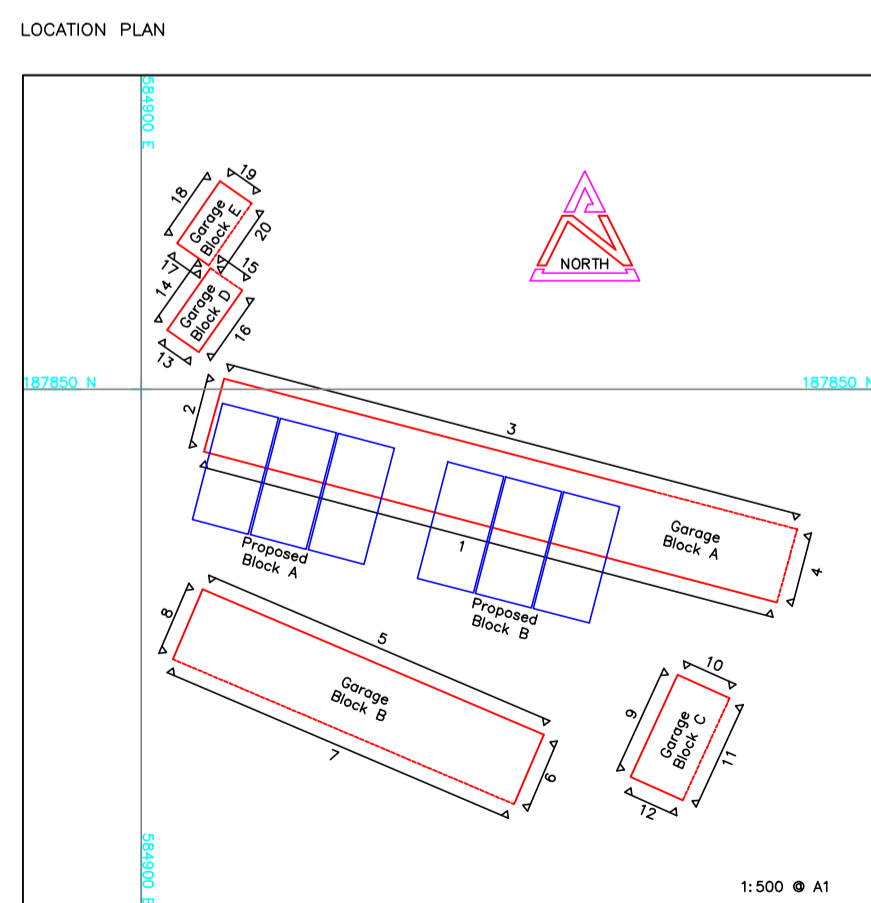 LOCATION PLAN
584900 E
19
18
Garage
Block E
20
17
15
14
Garage
Block D
16
13
NORTH
187850 N
187850 N
2
3
Garage
Block A
1
4
Proposed
Block A
Proposed
Block B
8
5
Garage
Block B
7
6
10
9
Garage
Block C
11
12
584900 E
1:500 @ A1